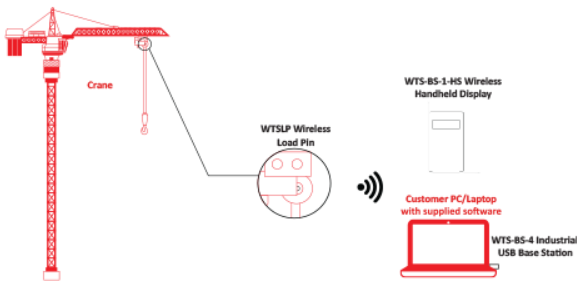 Crane
WTSLP Wireless
Load Pin
WTS-BS-1-HS Wireless
Handheld Display
Customer PC/Laptop
with supplied software
WTS-BS-4 Industrial
USB Base Station